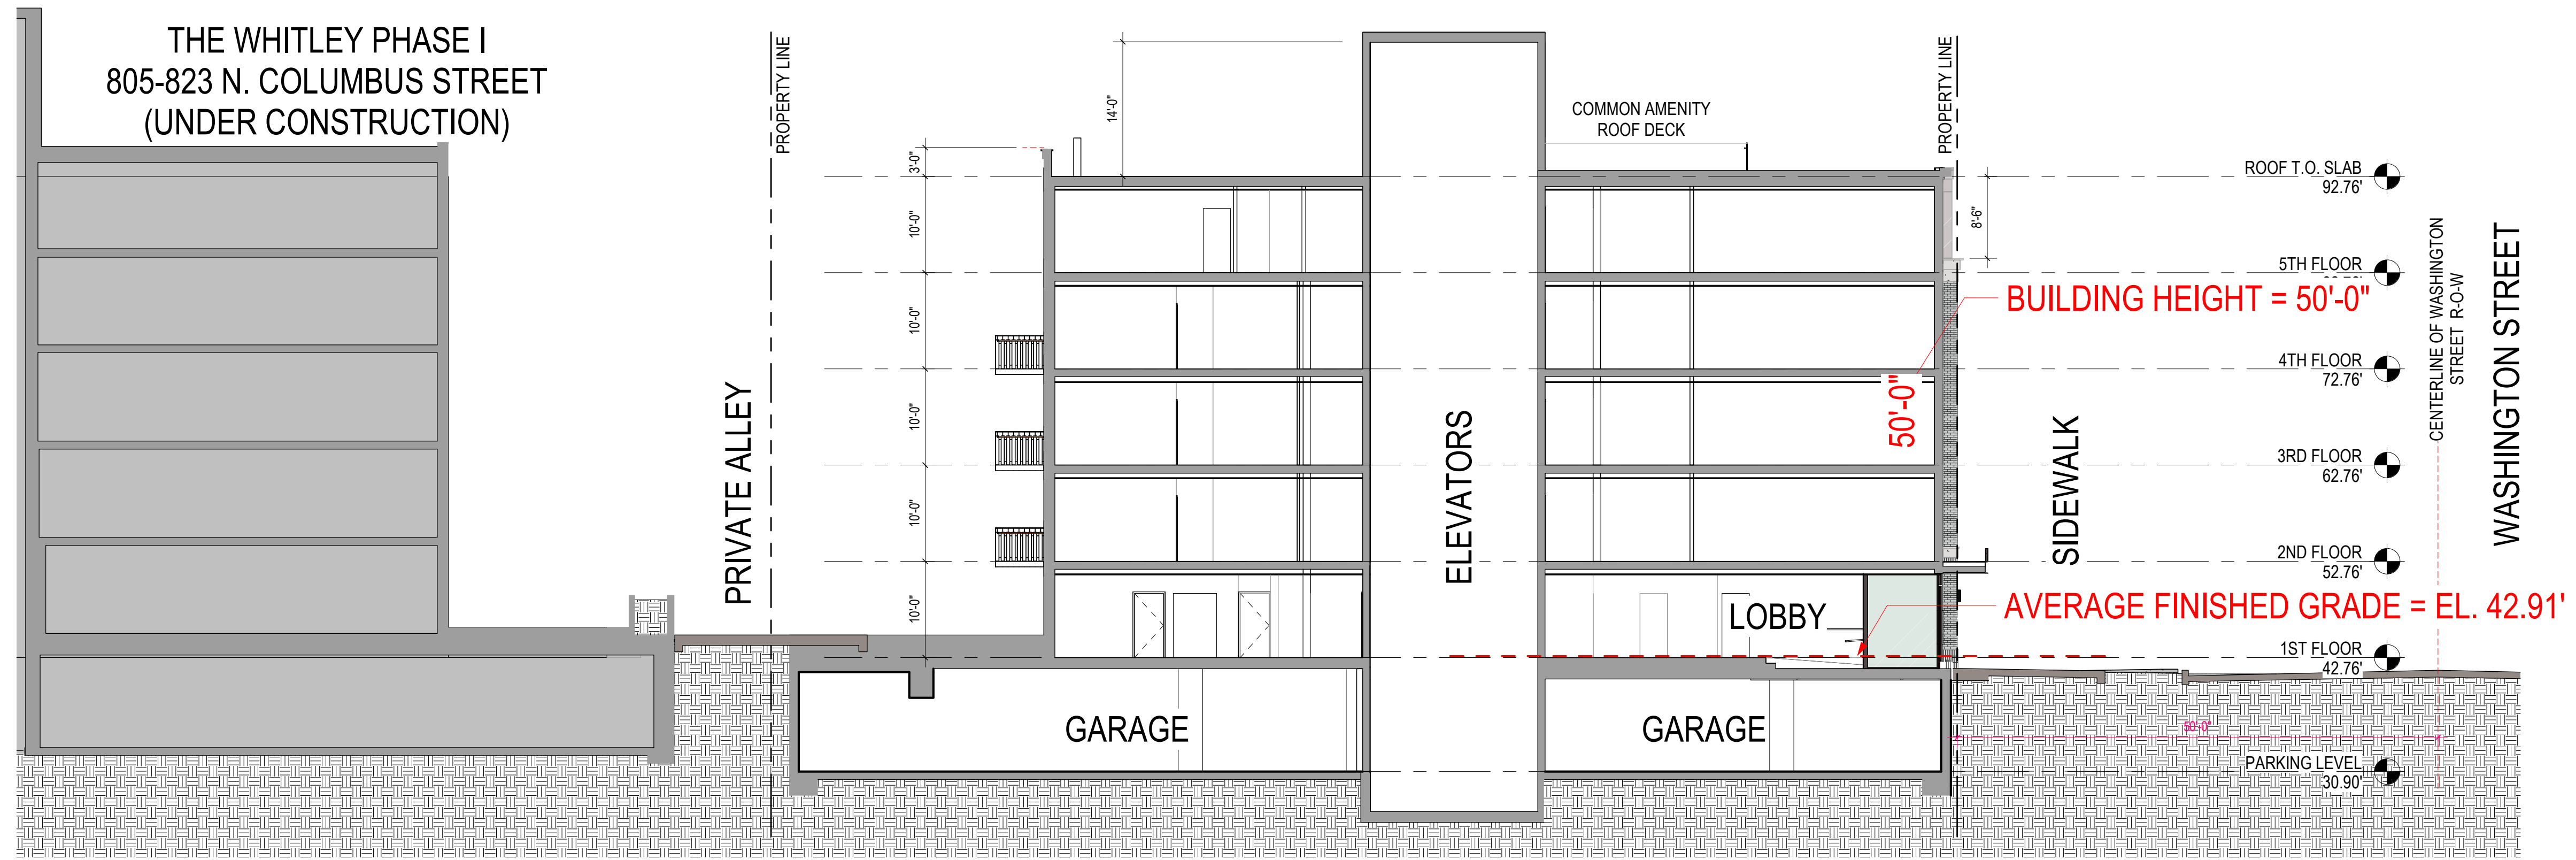 THE WHITLEY PHASE I
805-823 N. COLUMBUS STREET
(UNDER CONSTRUCTION)
PROPERTY LINE
PRIVATE ALLEY
14'-0"
3'-0"
10'-0"
10'-0"
10'-0"
10'-0"
10'-0"
COMMON AMENITY
ROOF DECK
ELEVATORS
LOBBY
GARAGE
GARAGE
PROPERTY LINE
8'-6"
50'-0"
BUILDING HEIGHT = 50'-0"
AVERAGE FINISHED GRADE = EL. 42.91'
SIDEWALK
ROOF T.O. SLAB
92.76'
5TH FLOOR
4TH FLOOR
72.76'
3RD FLOOR
62.76'
2ND FLOOR
52.76'
1ST FLOOR
42.76'
50'-0"
PARKING LEVEL
30.90'
CENTERLINE OF WASHINGTON
STREET R-O-W
WASHINGTON STREET